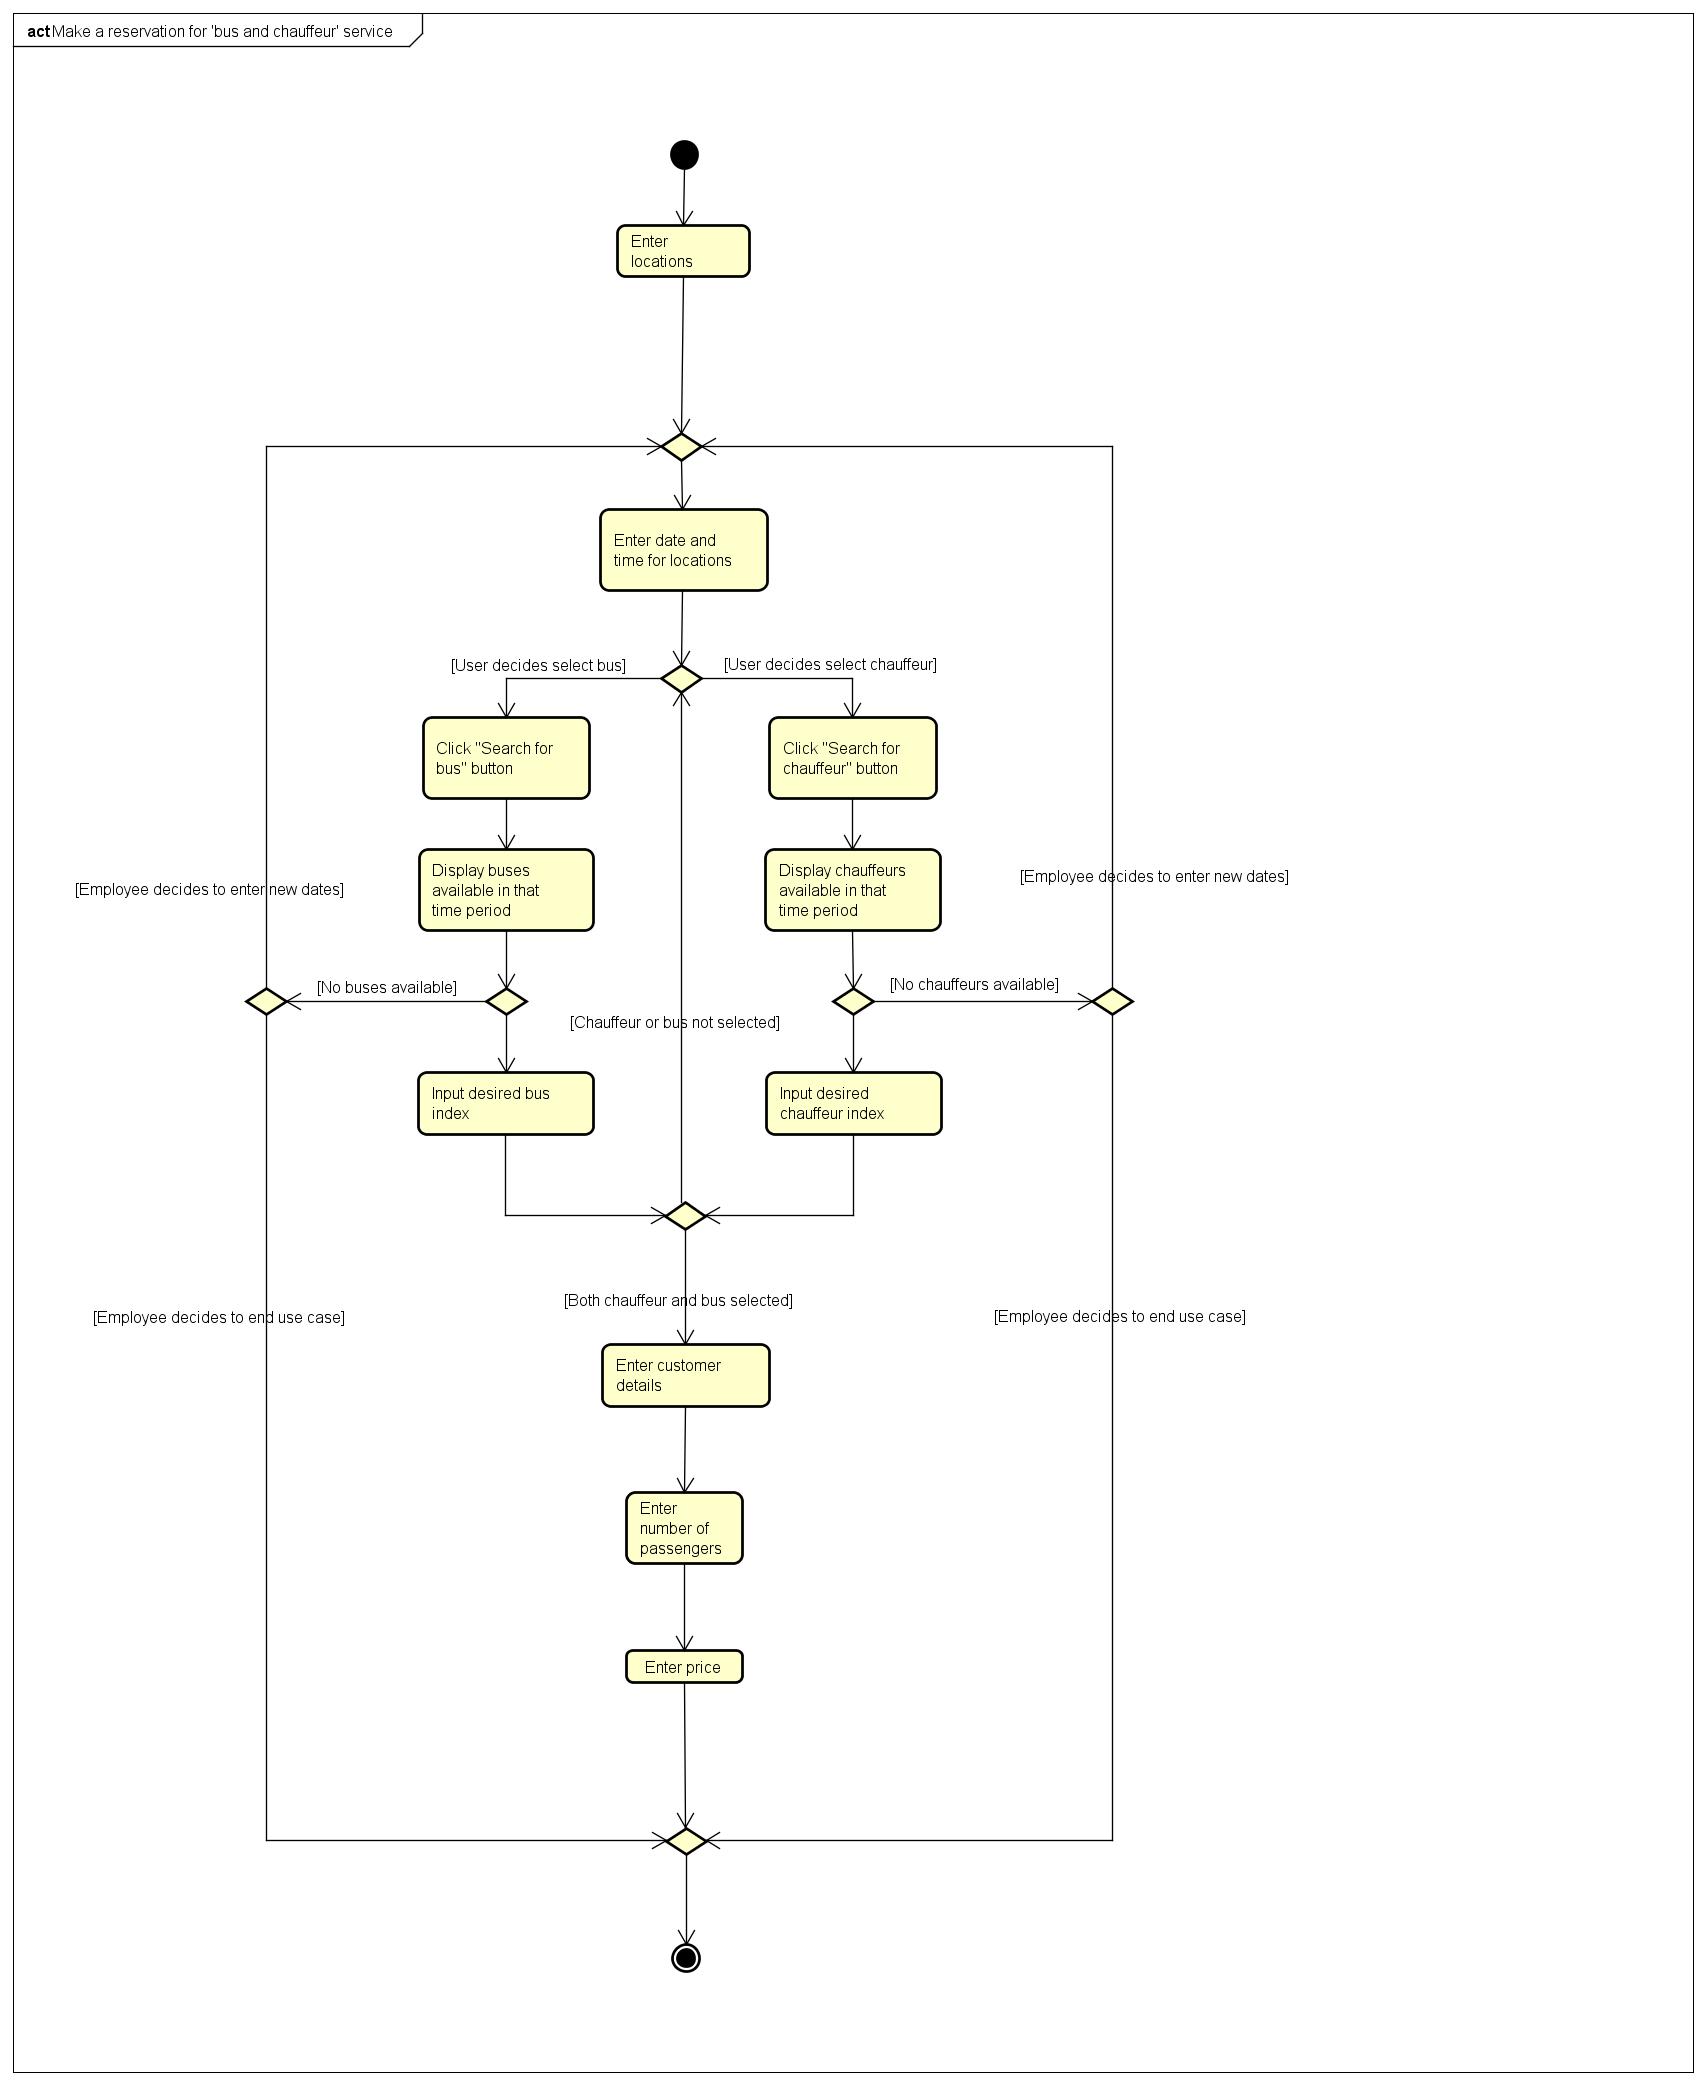 act Make a reservation for 'bus and chauffeur' service
Enter
locations
Enter date and
time for locations
[User decides select bus]
[User decides select chauffeur]
Click "Search for
bus" button
Click "Search for
chauffeur" button
Display buses
available in that
time period
Display chauffeurs
available in that
time period
[Employee decides to enter new dates]
[Employee decides to enter new dates]
[No buses available]
[No chauffeurs available]
[Chauffeur or bus not selected]
Input desired bus
index
Input desired
chauffeur index
[Both chauffeur and bus selected]
[Employee decides to end use case]
[Employee decides to end use case]
Enter customer
details
Enter
number of
passengers
Enter price